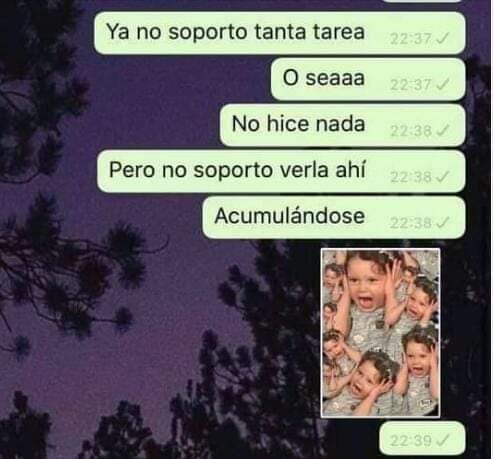 Ya no soporto tanta tarea 22:37
O seaaa 22:37
No hice nada 22:38
Pero no soporto verla ahí 22:38
Acumulándose 22:38
22:39